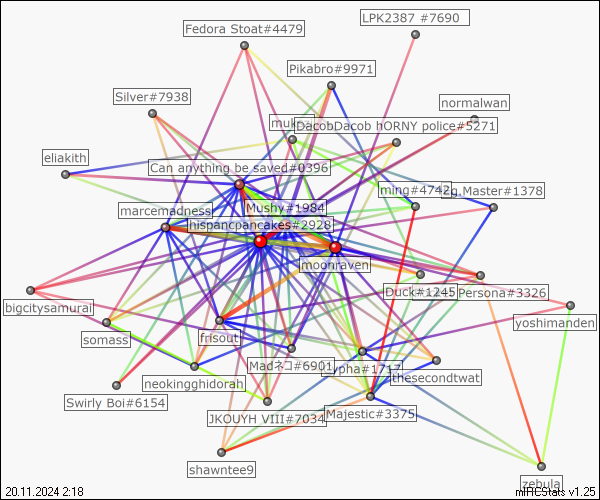 LPK2387 #7690
Fedora Stoat#4479
Pikabro#9971
Silver#7938
normalwan
DacobDacob hORNY police#5271
eliakith
Can anything be saved#0396
ming#4742
.Master#1378
Mushy#1984
marcemadness
hispancpancakes#2928
moonraven
Duck#1245
Persona#3326
bigcitysamurai
yoshimanden
somass
frisout
Madネコ#6901
#1717
neokingghidorah
thesecondtwat
Swirly Boi#6154
JKOUYH VIII#7034
Majestic#3375
shawntee9
zebula
20.11.2024 2:18
mIRCStats v1.25